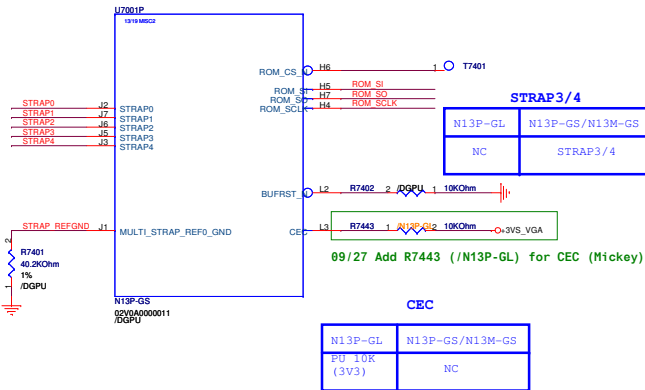 U7001P
13/19 MISC2
ROM_CS_N H6 1 T7401
ROM_SI H5 ROM_SI
ROM_SO H7 ROM_SO
ROM_SCLK H4 ROM_SCLK
STRAP0 J2 STRAP0
STRAP1 J7 STRAP1
STRAP2 J6 STRAP2
STRAP3 J5 STRAP3
STRAP4 J3 STRAP4
STRAP3/4
N13P-GL N13P-GS/N13M-GS
NC STRAP3/4
BUFRST_N L2 R7402 2 /DGPU 1 10KOhm
STRAP_REFGND J1 MULTI_STRAP_REF0_GND
CEC L3 R7443 1 /N13P-GL 2 10KOhm +3VS_VGA
2
R7401
40.2KOhm
1%
/DGPU
1
09/27 Add R7443 (/N13P-GL) for CEC (Mickey)
N13P-GS
02V0A0000011
/DGPU
CEC
N13P-GL N13P-GS/N13M-GS
PU 10K
(3V3) NC